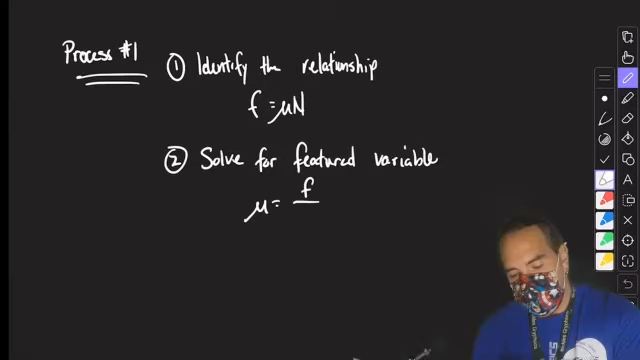 Process #1
① Identify the relationship
f = μN
② Solve for featured variable
μ = f